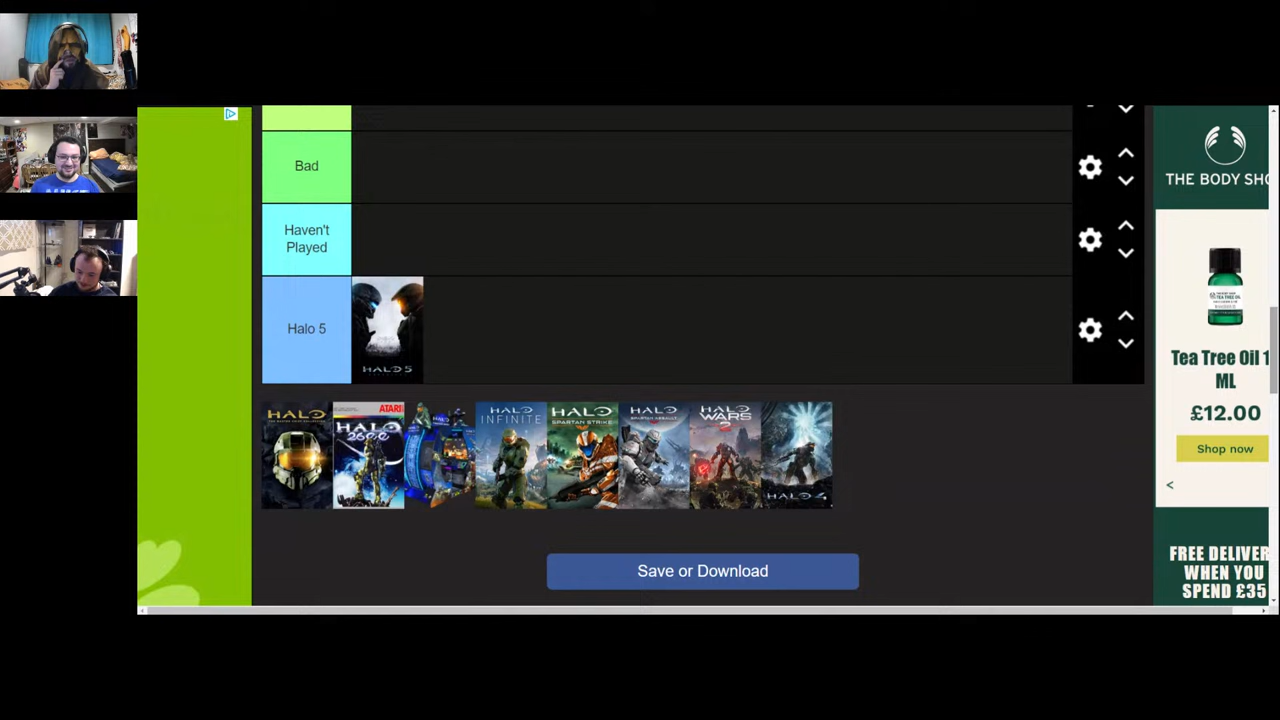 Bad
Haven't
Played
Halo 5
HALO 5
HALO
ATARI
HALO
2600
HALO
INFINITE
HALO
SPARTAN STRIKE
HALO
SPARTAN ASSAULT
HALO
WARS
2
HALO 4
Save or Download
THE BODY SHO
Tea Tree Oil 1
ML
£12.00
Shop now
<
FREE DELIVER
WHEN YOU
SPEND £35